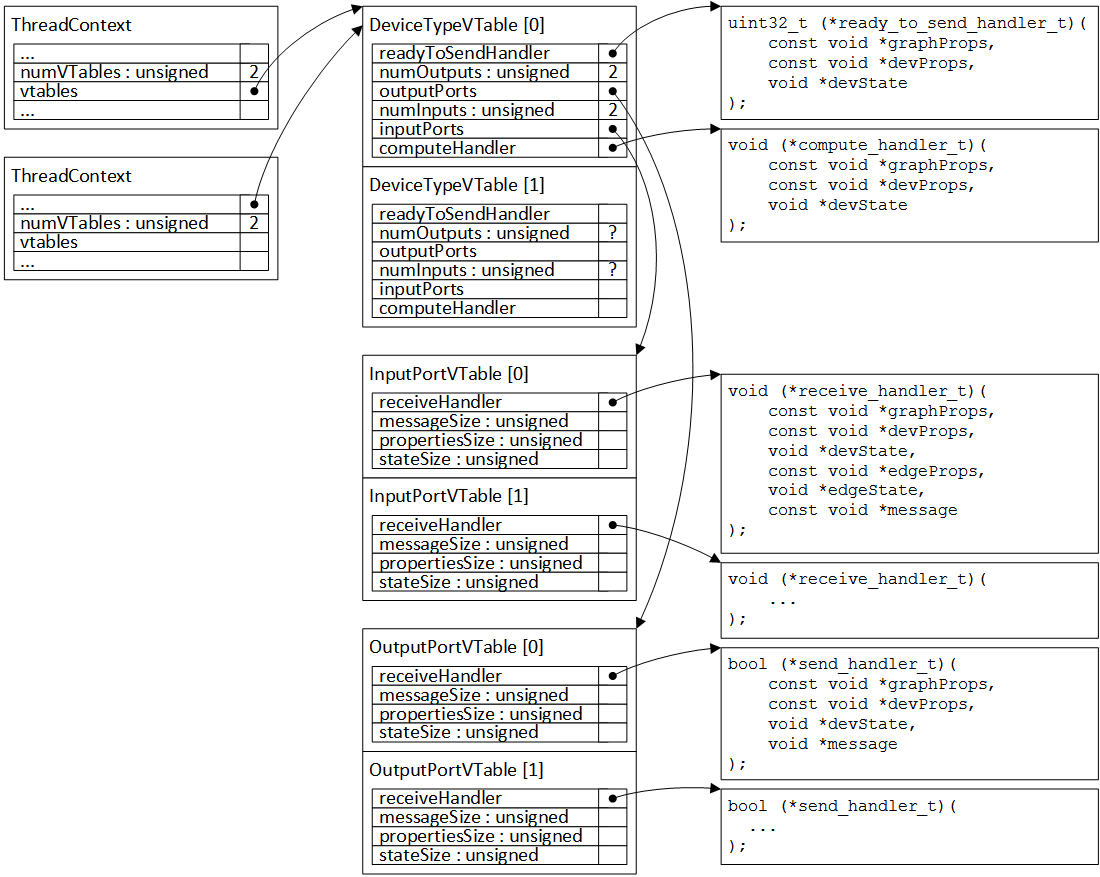 ThreadContext
...
numVTables : unsigned 2
vtables
...
ThreadContext
...
numVTables : unsigned 2
vtables
...
DeviceTypeVTable [0]
readyToSendHandler
numOutputs : unsigned 2
outputPorts
numInputs : unsigned 2
inputPorts
computeHandler
DeviceTypeVTable [1]
readyToSendHandler
numOutputs : unsigned ?
outputPorts
numInputs : unsigned ?
inputPorts
computeHandler
InputPortVTable [0]
receiveHandler
messageSize : unsigned
propertiesSize : unsigned
stateSize : unsigned
InputPortVTable [1]
receiveHandler
messageSize : unsigned
propertiesSize : unsigned
stateSize : unsigned
OutputPortVTable [0]
receiveHandler
messageSize : unsigned
propertiesSize : unsigned
stateSize : unsigned
OutputPortVTable [1]
receiveHandler
messageSize : unsigned
propertiesSize : unsigned
stateSize : unsigned
uint32_t (*ready_to_send_handler_t)(
const void *graphProps,
const void *devProps,
void *devState
);
void (*compute_handler_t)(
const void *graphProps,
const void *devProps,
void *devState
);
void (*receive_handler_t)(
const void *graphProps,
const void *devProps,
void *devState,
const void *edgeProps,
void *edgeState,
const void *message
);
void (*receive_handler_t)(
...
);
bool (*send_handler_t)(
const void *graphProps,
const void *devProps,
void *devState,
void *message
);
bool (*send_handler_t)(
...
);